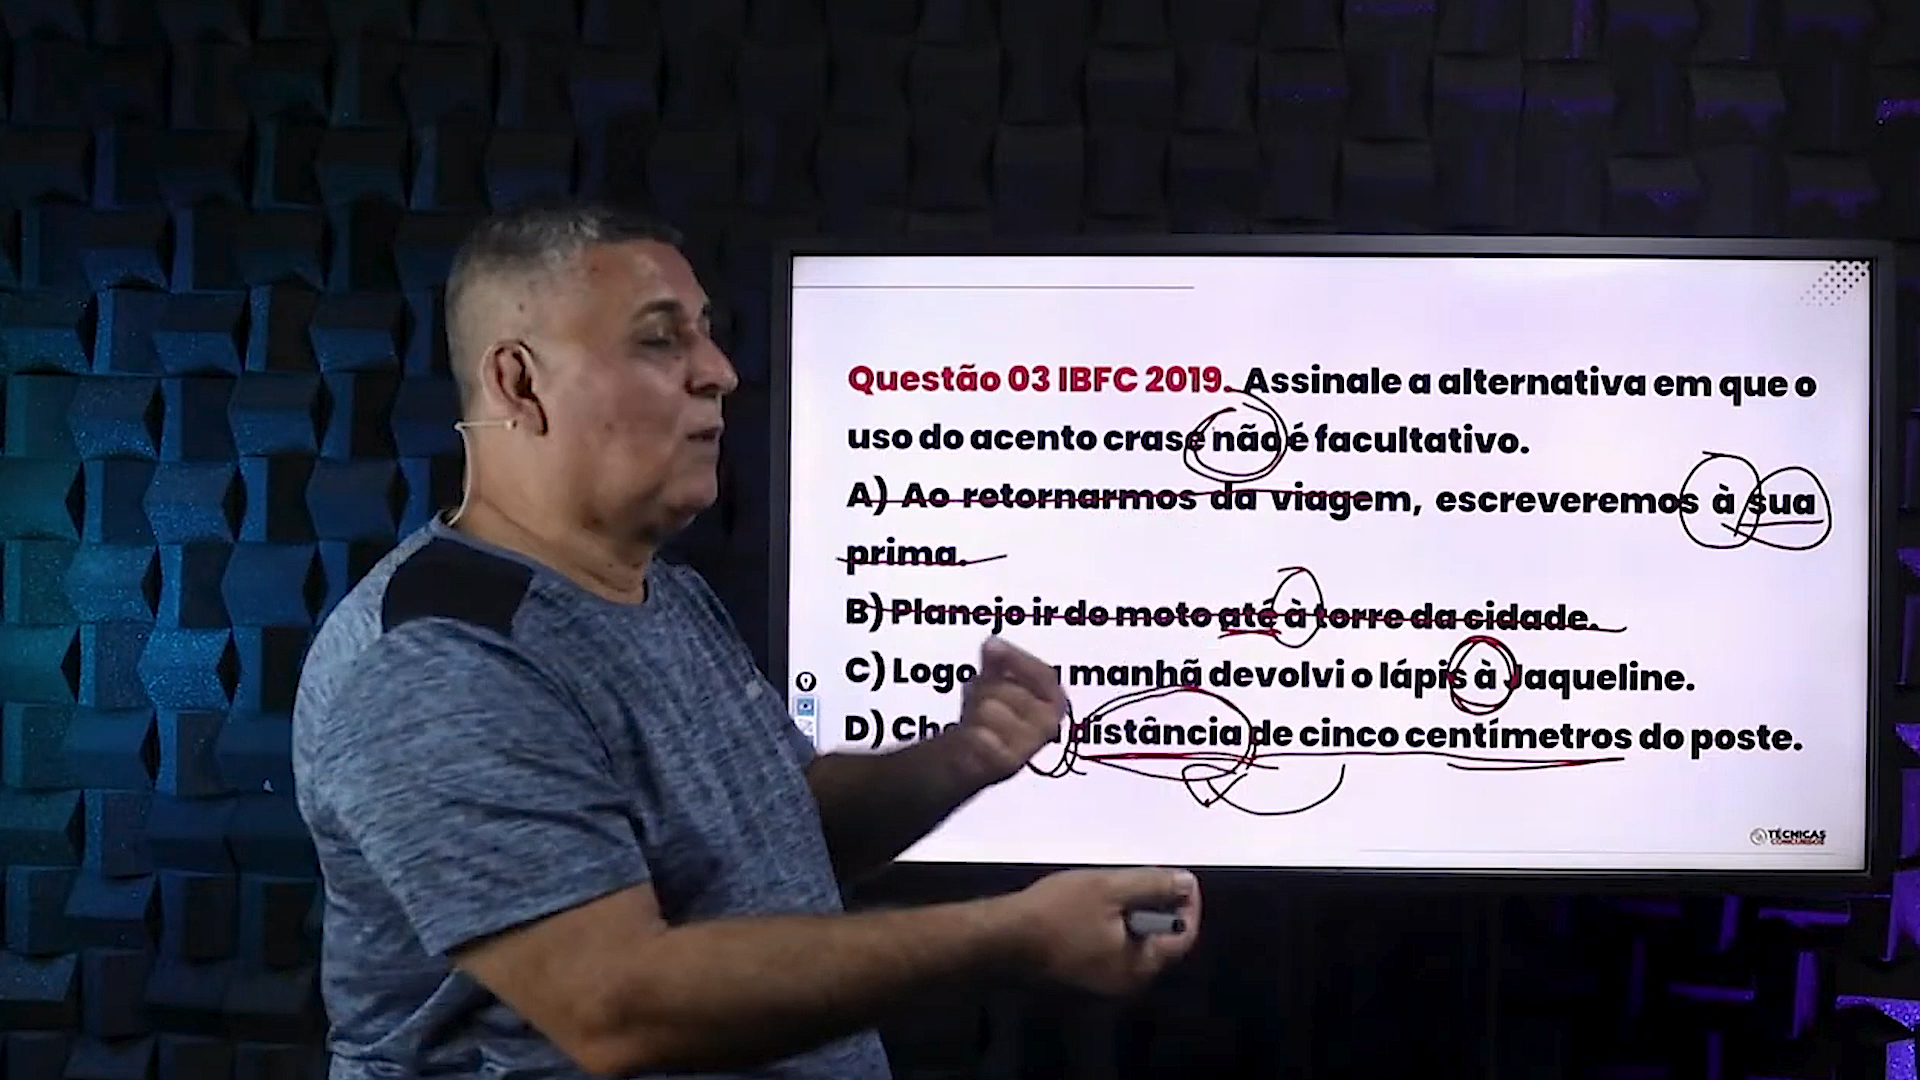 Questão 03 IBFC 2019. Assinale a alternativa em que o
uso do acento crase não é facultativo.
A) Ao retornarmos da viagem, escreveremos à sua
prima.
B) Planejo ir de moto até à torre da cidade.
C) Logo manhã devolvi o lápis à Jaqueline.
D) distância de cinco centímetros do poste.
TÉCNICAS
CONCURSOS